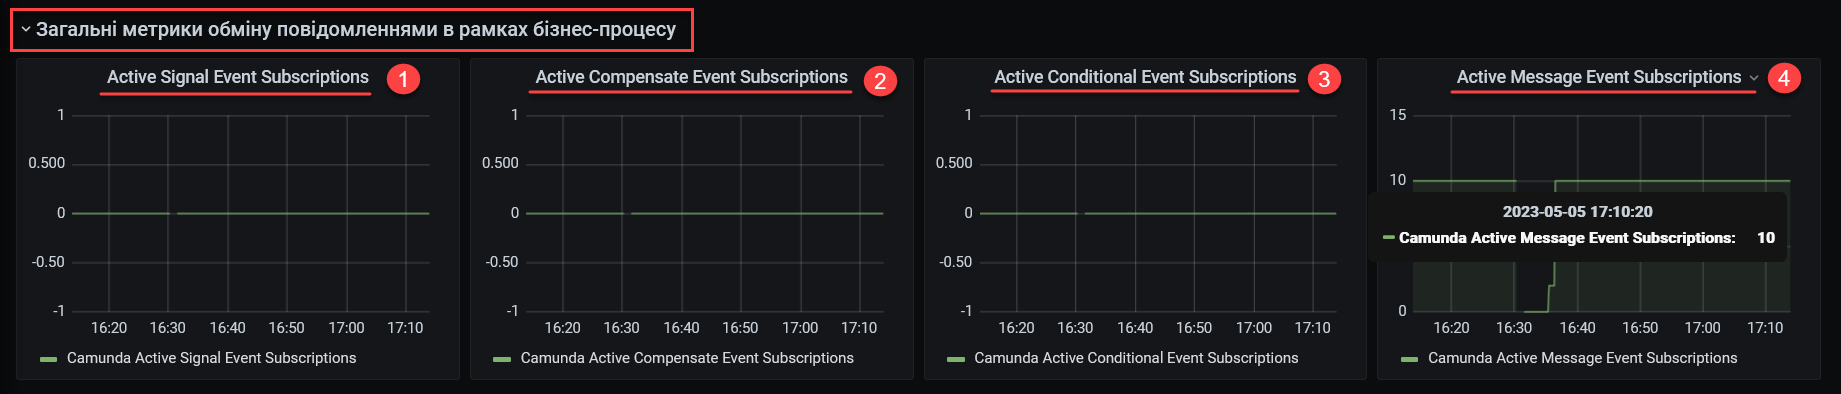 Загальні метрики обміну повідомленнями в рамках бізнес-процесу
Active Signal Event Subscriptions 1
1
0.500
0
-0.50
-1
16:20 16:30 16:40 16:50 17:00 17:10
Camunda Active Signal Event Subscriptions
Active Compensate Event Subscriptions 2
1
0.500
0
-0.50
-1
16:20 16:30 16:40 16:50 17:00 17:10
Camunda Active Compensate Event Subscriptions
Active Conditional Event Subscriptions 3
1
0.500
0
-0.50
-1
16:20 16:30 16:40 16:50 17:00 17:10
Camunda Active Conditional Event Subscriptions
Active Message Event Subscriptions 4
15
10
2023-05-05 17:10:20
Camunda Active Message Event Subscriptions: 10
0
16:20 16:30 16:40 16:50 17:00 17:10
Camunda Active Message Event Subscriptions